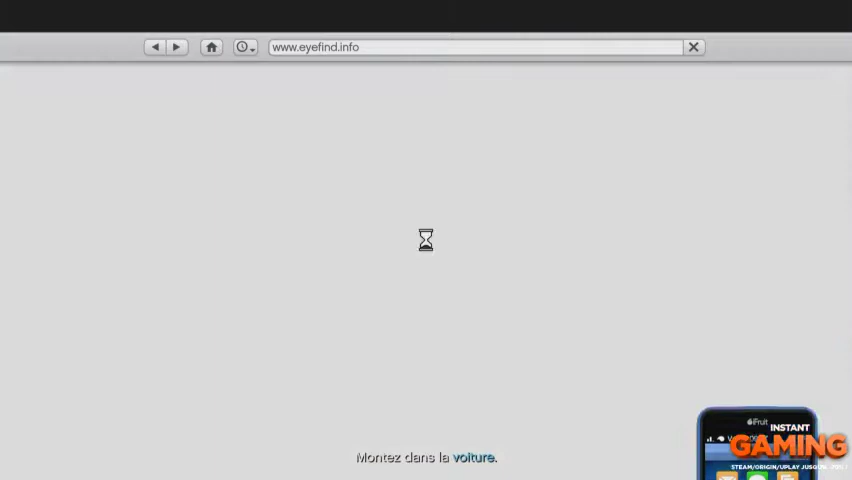 www.eyefind.info
iFruit
INSTANT
GAMING
Montez dans la voiture.